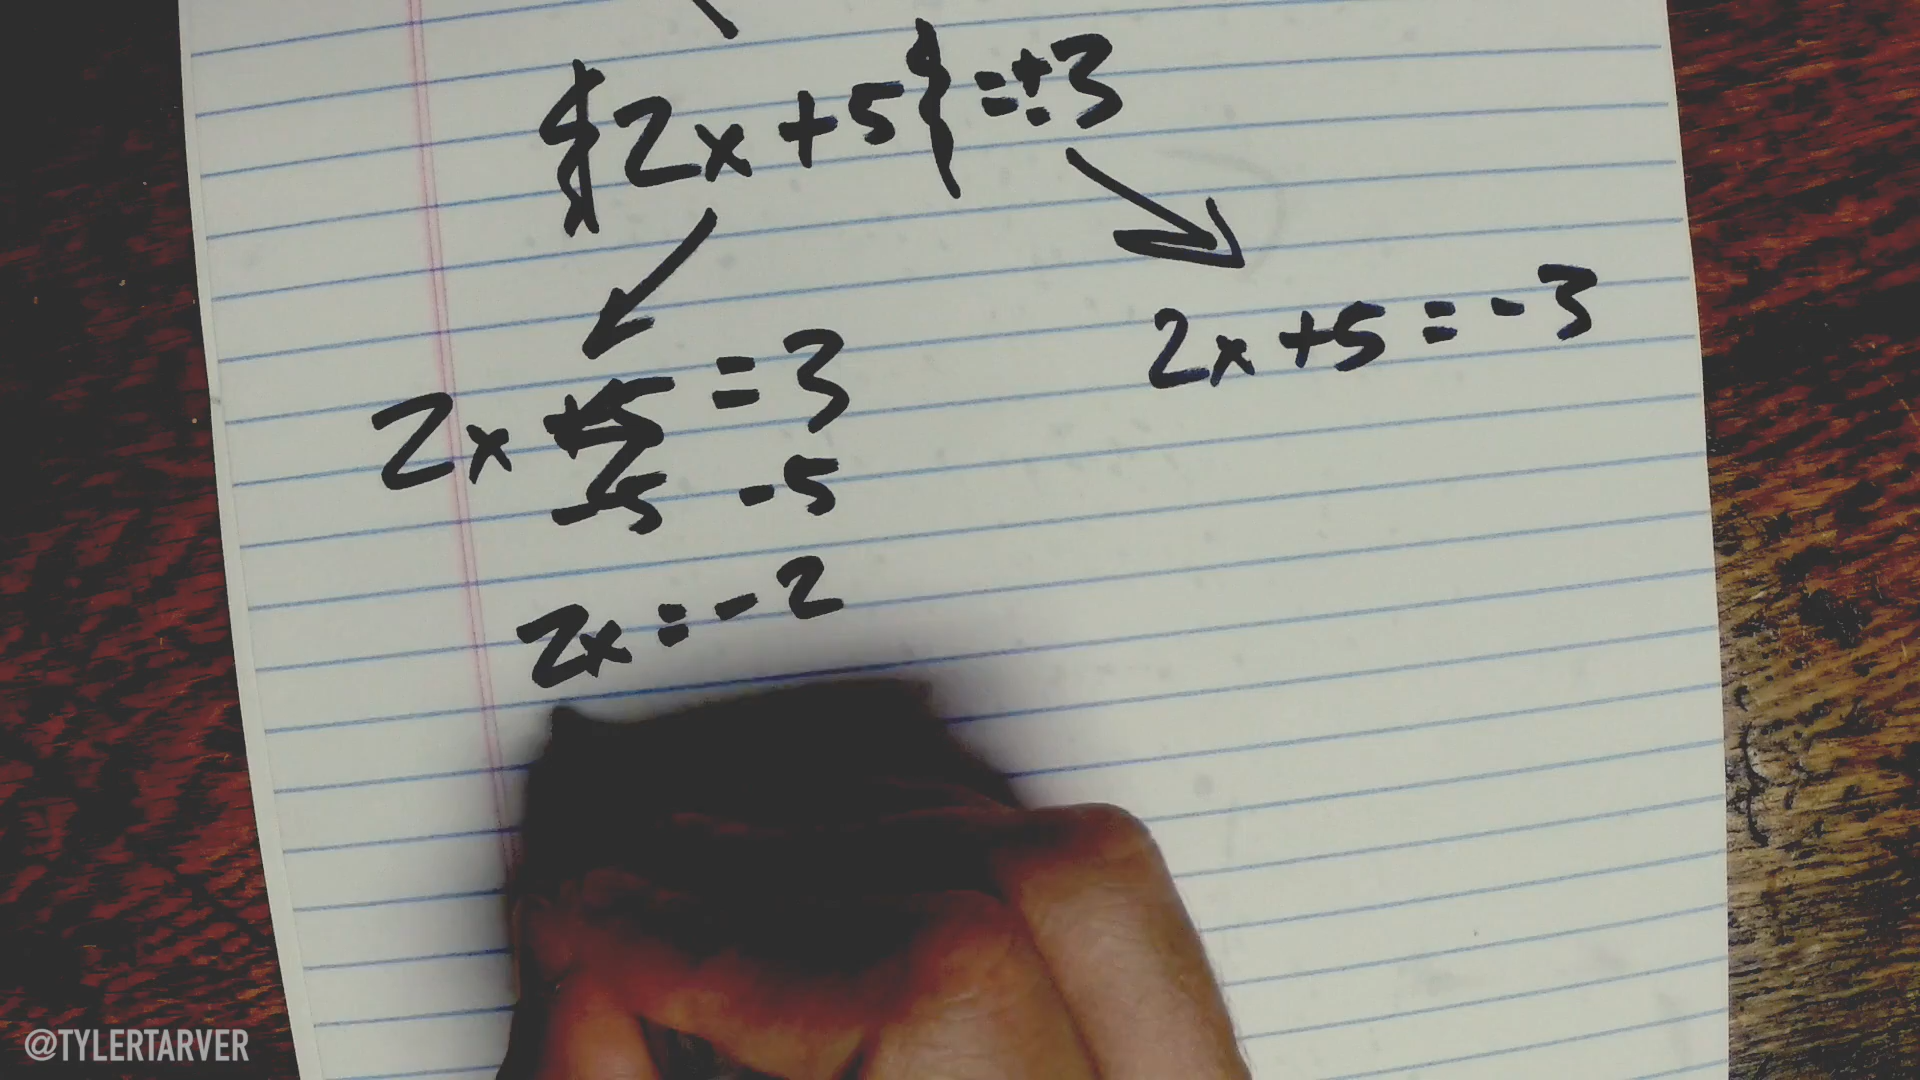 {2x+5} = ±3
2x +5 = 3
-5 -5
2x = -2
2x+5 = -3
@TYLERTARVER